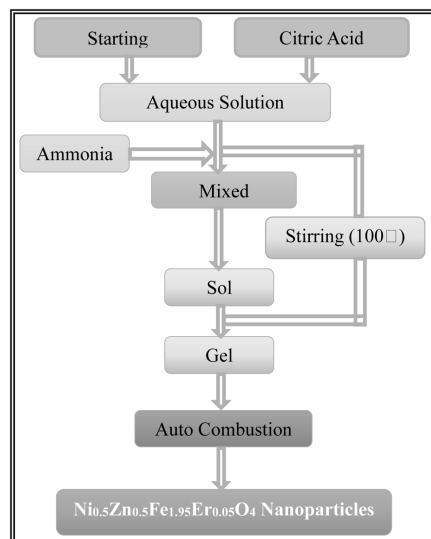 Starting
Citric Acid
Aqueous Solution
Ammonia
Mixed
Stirring (100□)
Sol
Gel
Auto Combustion
Ni0.5Zn0.5Fe1.95Er0.05O4 Nanoparticles